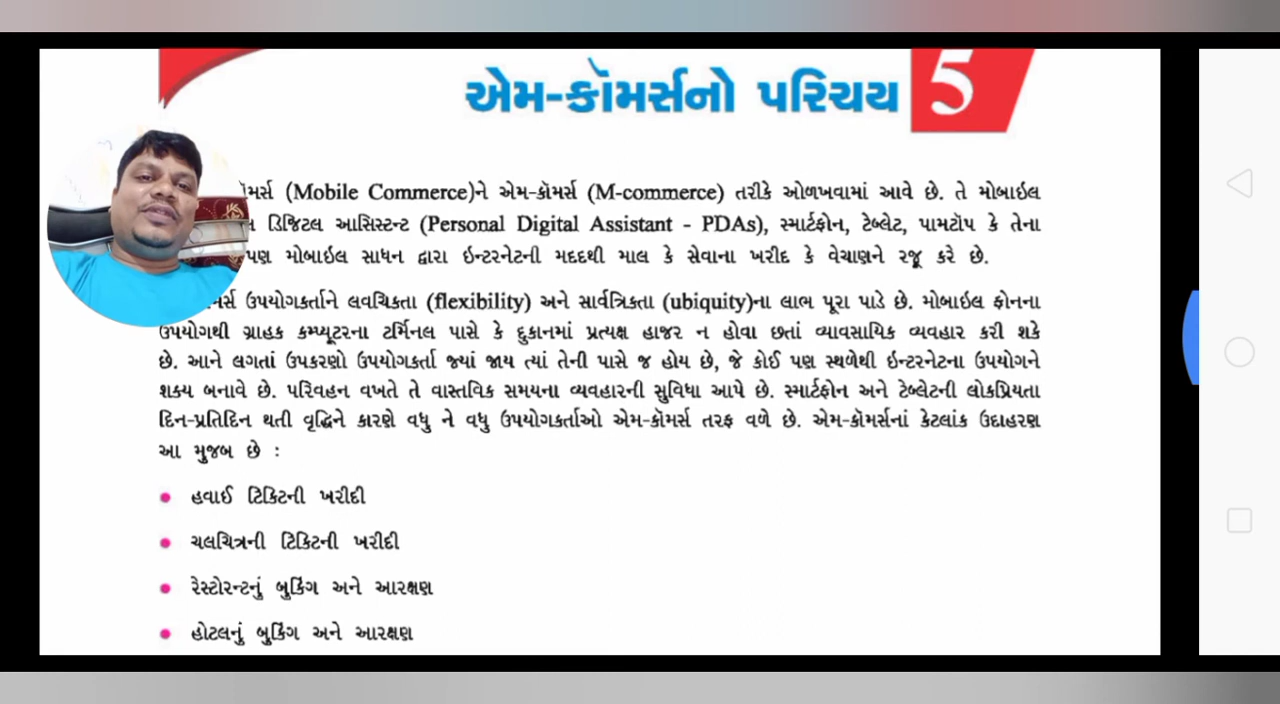 એમ-કૉમર્સનો પરિચય 5
(Mobile Commerce)ને એમ-કૉમર્સ (M-commerce) તરીકે ઓળખવામાં આવે છે. તે મોબાઇલ
ડિજિટલ આસિસ્ટન્ટ (Personal Digital Assistant - PDAs), સ્માર્ટફોન, ટેબ્લેટ, પામટૉપ કે તેના
પણ મોબાઇલ સાધન દ્વારા ઇન્ટરનેટની મદદથી માલ કે સેવાના ખરીદ કે વેચાણને રજૂ કરે છે.
ઉપયોગકર્તાને લવચિકતા (flexibility) અને સાર્વત્રિકતા (ubiquity)ના લાભ પૂરા પાડે છે. મોબાઇલ ફોનના
ઉપયોગથી ગ્રાહક કમ્પ્યૂટરના ટર્મિનલ પાસે કે દુકાનમાં પ્રત્યક્ષ હાજર ન હોવા છતાં વ્યાવસાયિક વ્યવહાર કરી શકે
છે. આને લગતાં ઉપકરણો ઉપયોગકર્તા જ્યાં જાય ત્યાં તેની પાસે જ હોય છે, જે કોઈ પણ સ્થળેથી ઇન્ટરનેટના ઉપયોગને
શક્ય બનાવે છે. પરિવહન વખતે તે વાસ્તવિક સમયના વ્યવહારની સુવિધા આપે છે. સ્માર્ટફોન અને ટેબ્લેટની લોકપ્રિયતા
દિન-પ્રતિદિન થતી વૃદ્ધિને કારણે વધુ ને વધુ ઉપયોગકર્તાઓ એમ-કૉમર્સ તરફ વળે છે. એમ-કૉમર્સનાં કેટલાંક ઉદાહરણ
આ મુજબ છે :
• હવાઈ ટિકિટની ખરીદી
• ચલચિત્રની ટિકિટની ખરીદી
• રેસ્ટોરન્ટનું બુકિંગ અને આરક્ષણ
• હોટલનું બુકિંગ અને આરક્ષણ